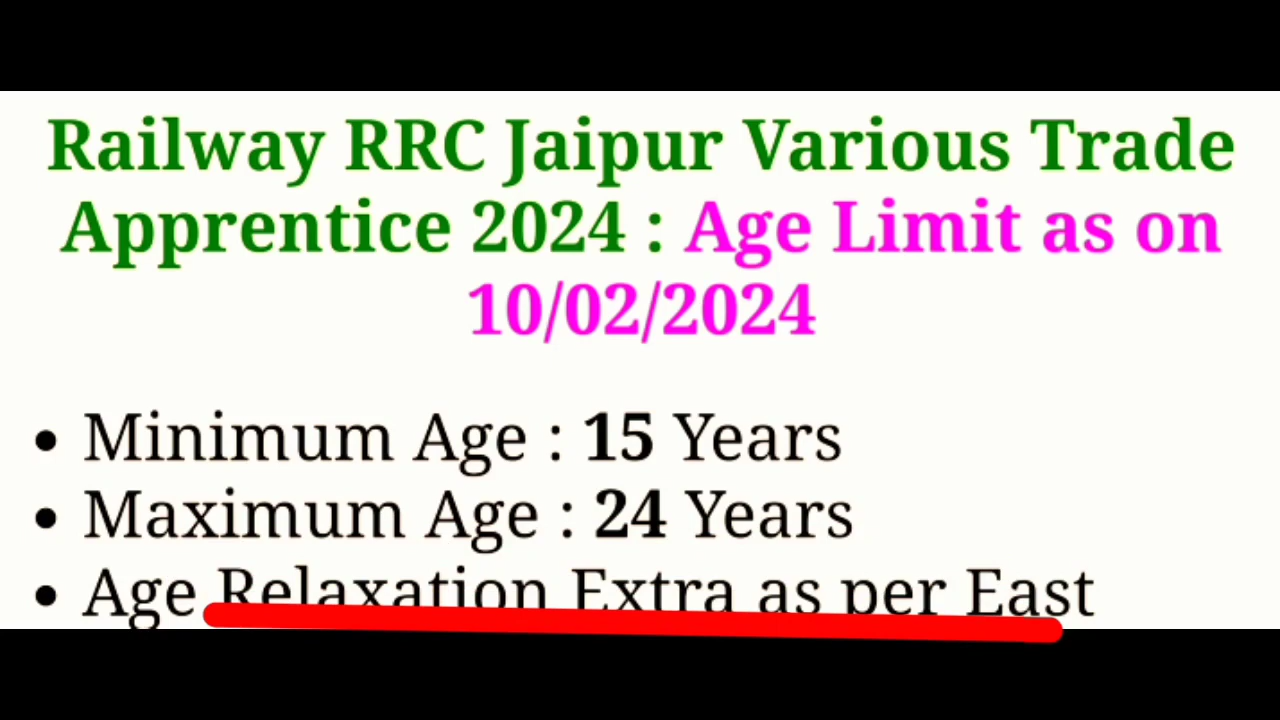 Railway RRC Jaipur Various Trade
Apprentice 2024 : Age Limit as on
10/02/2024
• Minimum Age : 15 Years
• Maximum Age : 24 Years
• Age Relaxation Extra as per East